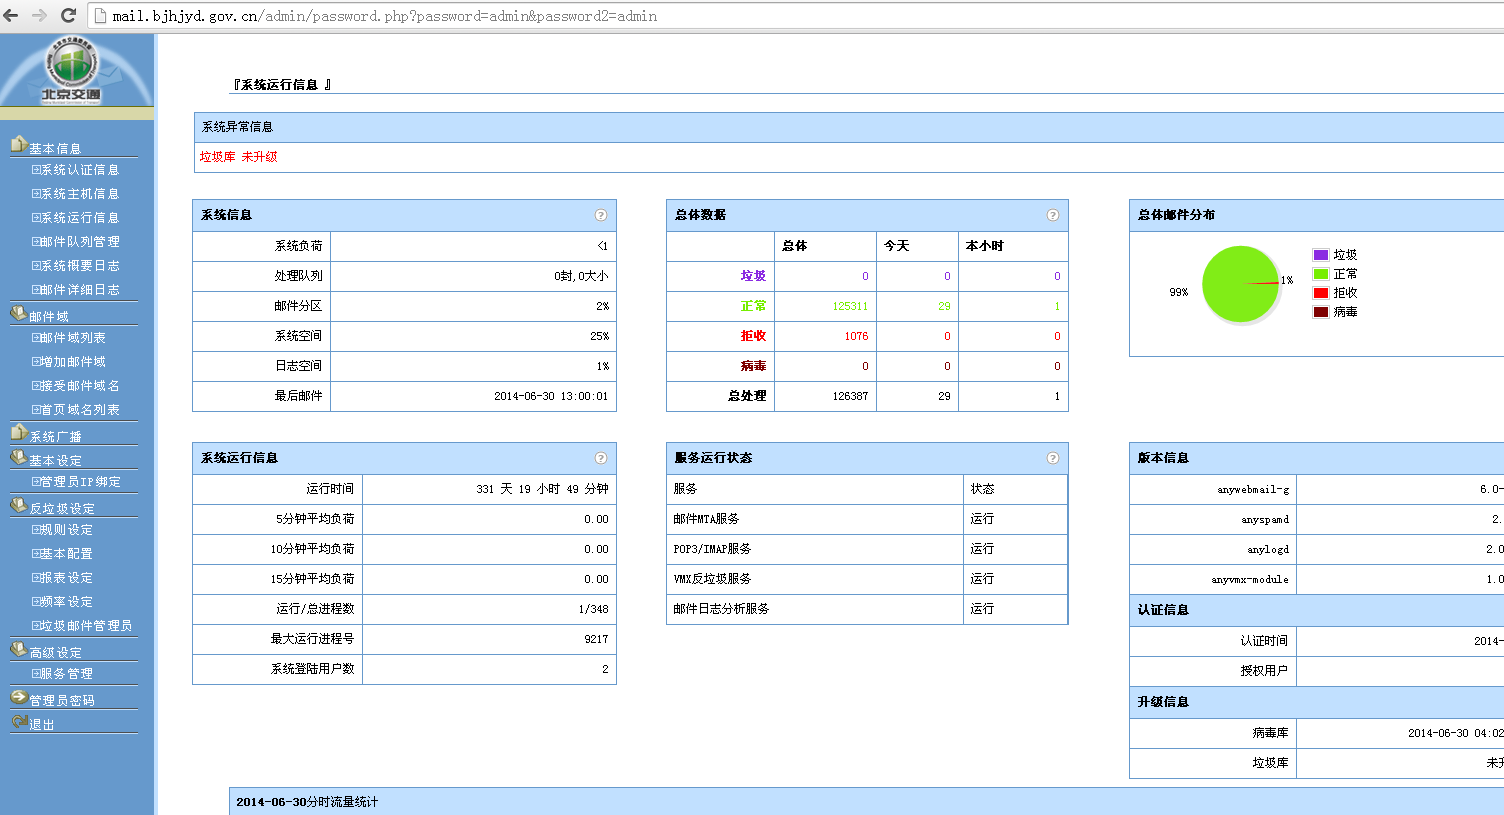 mail.bjhjyd.gov.cn/admin/password.php?password=admin&password2=admin
北京交通
基本信息
系统认证信息
系统主机信息
系统运行信息
邮件队列管理
系统概要日志
邮件详细日志
邮件域
邮件域列表
增加邮件域
接受邮件域名
首页域名列表
系统广播
基本设定
管理员IP绑定
反垃圾设定
规则设定
基本配置
报表设定
频率设定
垃圾邮件管理员
高级设定
服务管理
管理员密码
退出
『系统运行信息 』
系统异常信息
垃圾库 未升级
系统信息
系统负荷 <1
处理队列 0封,0大小
邮件分区 2%
系统空间 25%
日志空间 1%
最后邮件 2014-06-30 13:00:01
总体数据
总体 今天 本小时
垃圾 0 0 0
正常 125311 29 1
拒收 1076 0 0
病毒 0 0 0
总处理 126387 29 1
总体邮件分布
99%
1%
垃圾
正常
拒收
病毒
系统运行信息
运行时间 331 天 19 小时 49 分钟
5分钟平均负荷 0.00
10分钟平均负荷 0.00
15分钟平均负荷 0.00
运行/总进程数 1/348
最大运行进程号 9217
系统登陆用户数 2
服务运行状态
服务 状态
邮件MTA服务 运行
POP3/IMAP服务 运行
VMX反垃圾服务 运行
邮件日志分析服务 运行
版本信息
anywebmail-g 6.0-
anyspamd 2.
anylogd 2.0
anyvmx-module 1.0
认证信息
认证时间 2014-
授权用户
升级信息
病毒库 2014-06-30 04:02
垃圾库 未升
2014-06-30分时流量统计